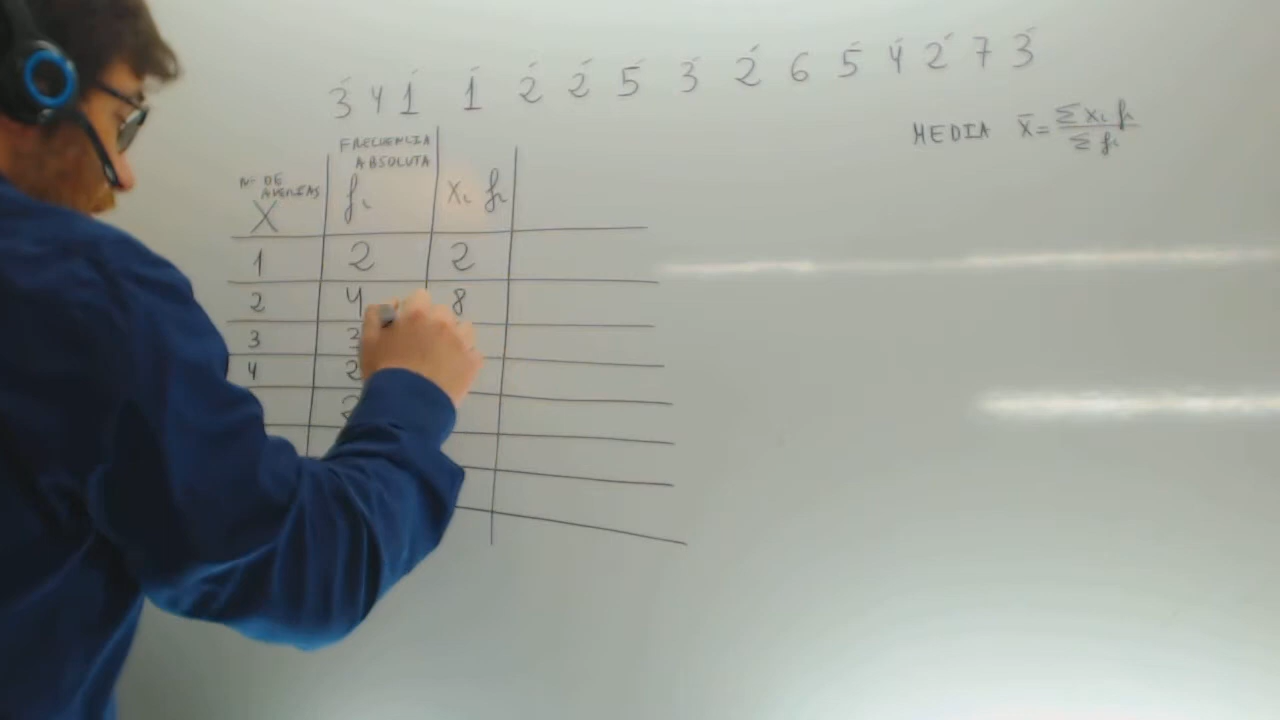 3 4 1 1 2 2 5 3 2 6 5 4 2 7 3
MEDIA x̄ = Σ xi fi / Σ fi
Nº DE AVERIAS X
FRECUENCIA ABSOLUTA fi
xi fi
1 2 2
2 4 8
3 3
4 2
2